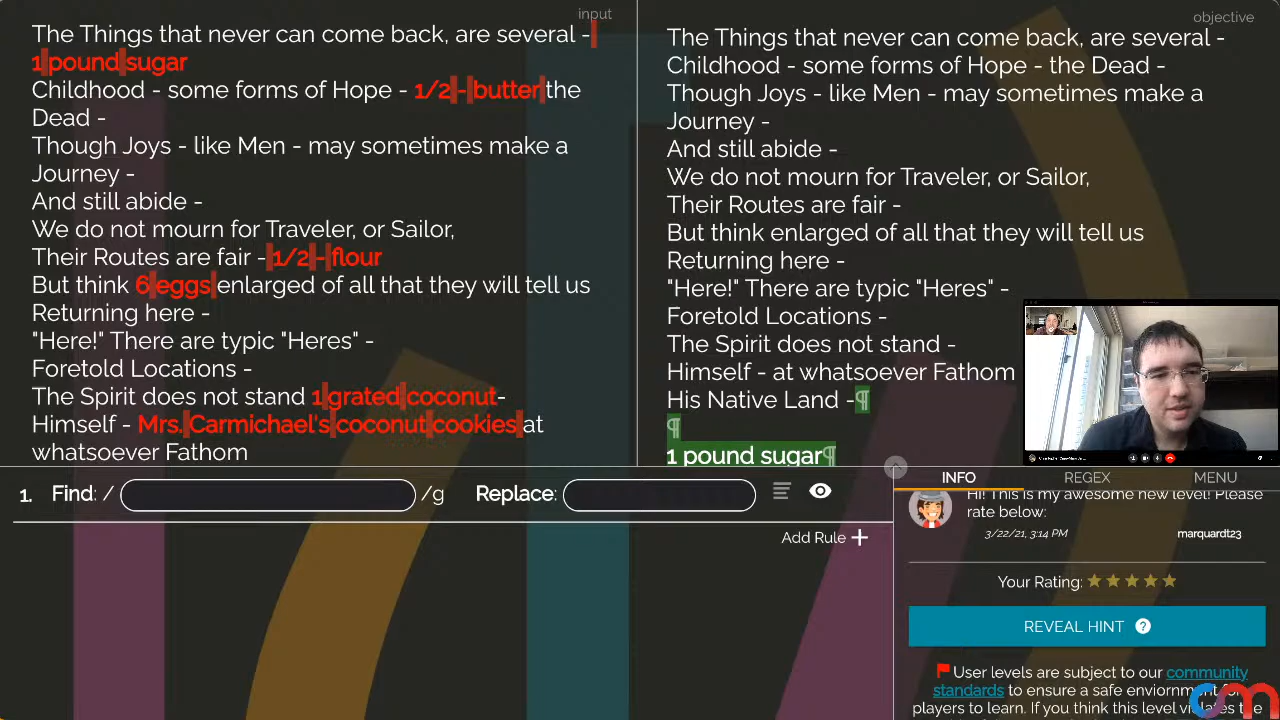 input
The Things that never can come back, are several -
1 pound sugar
Childhood - some forms of Hope - 1/2 - butter the
Dead -
Though Joys - like Men - may sometimes make a
Journey -
And still abide -
We do not mourn for Traveler, or Sailor,
Their Routes are fair - 1/2 - flour
But think 6 eggs enlarged of all that they will tell us
Returning here -
"Here!" There are typic "Heres" -
Foretold Locations -
The Spirit does not stand 1 grated coconut-
Himself - Mrs. Carmichael's coconut cookies at
whatsoever Fathom
objective
The Things that never can come back, are several -
Childhood - some forms of Hope - the Dead -
Though Joys - like Men - may sometimes make a
Journey -
And still abide -
We do not mourn for Traveler, or Sailor,
Their Routes are fair -
But think enlarged of all that they will tell us
Returning here -
"Here!" There are typic "Heres" -
Foretold Locations -
The Spirit does not stand -
Himself - at whatsoever Fathom
His Native Land -¶
¶
1 pound sugar¶
1. Find: / /g Replace:
Add Rule +
INFO REGEX MENU
Hi! This is my awesome new level! Please
rate below:
3/22/21, 3:14 PM marquardt23
Your Rating:
REVEAL HINT ?
User levels are subject to our community
standards to ensure a safe enviornment for
players to learn. If you think this level violates the
cm